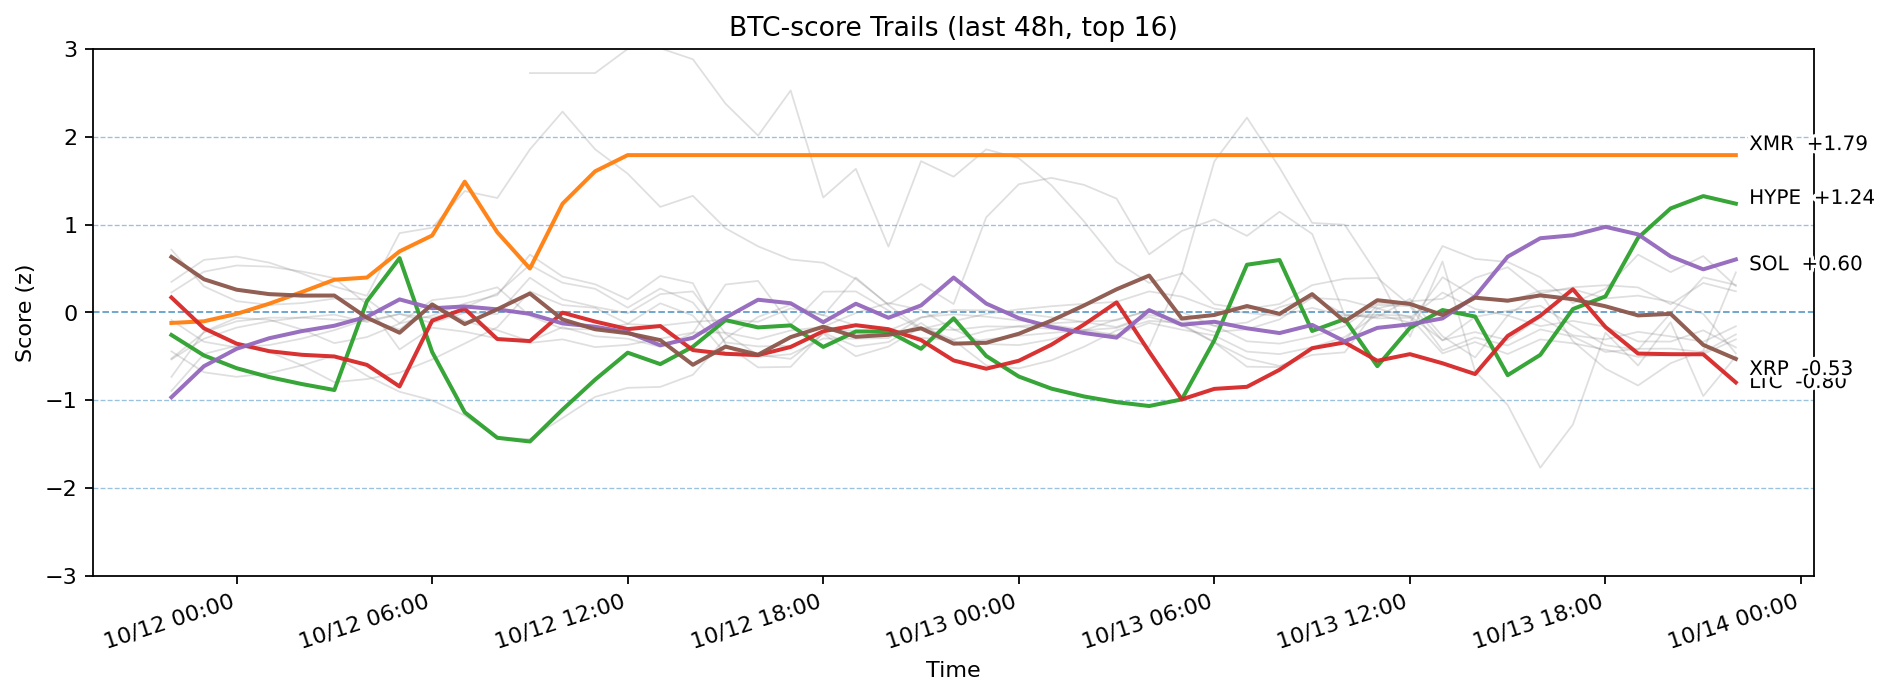 BTC-score Trails (last 48h, top 16)
Score (z)
3
2
1
0
−1
−2
−3
XMR +1.79
HYPE +1.24
SOL +0.60
XRP -0.53
LTC -0.80
10/12 00:00
10/12 06:00
10/12 12:00
10/12 18:00
10/13 00:00
10/13 06:00
10/13 12:00
10/13 18:00
10/14 00:00
Time